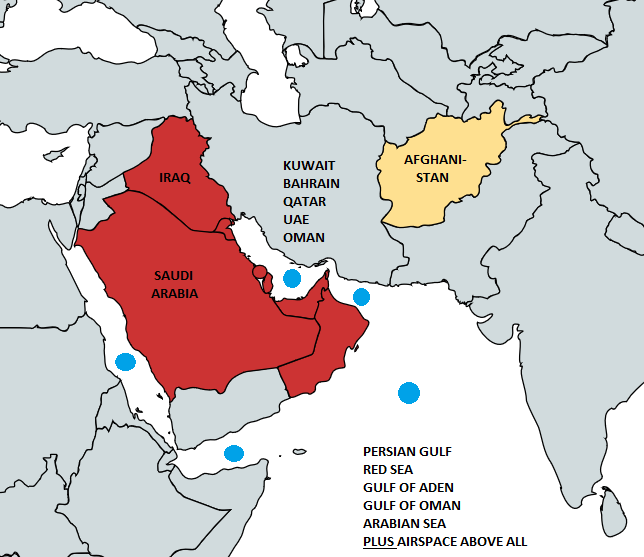 AFGHANI-
STAN
KUWAIT
BAHRAIN
QATAR
UAE
OMAN
IRAQ
SAUDI
ARABIA
PERSIAN GULF
RED SEA
GULF OF ADEN
GULF OF OMAN
ARABIAN SEA
PLUS AIRSPACE ABOVE ALL